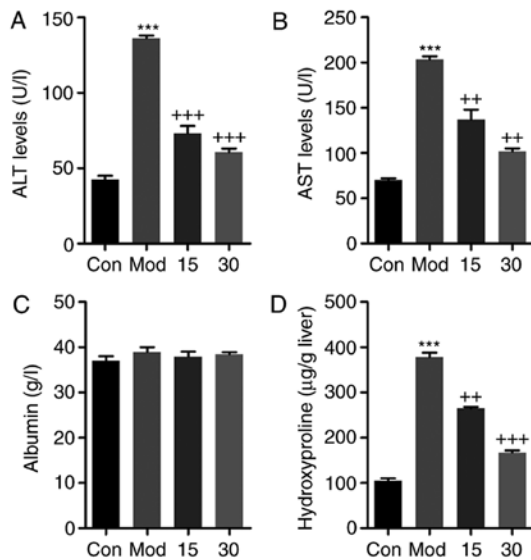 A
ALT levels (U/l)
150
100
50
0
***
+++
+++
Con Mod 15 30
B
AST levels (U/l)
250
200
150
100
50
0
***
++
++
Con Mod 15 30
C
Albumin (g/l)
50
40
30
20
10
0
Con Mod 15 30
D
Hydroxyproline (µg/g liver)
500
400
300
200
100
0
***
++
+++
Con Mod 15 30